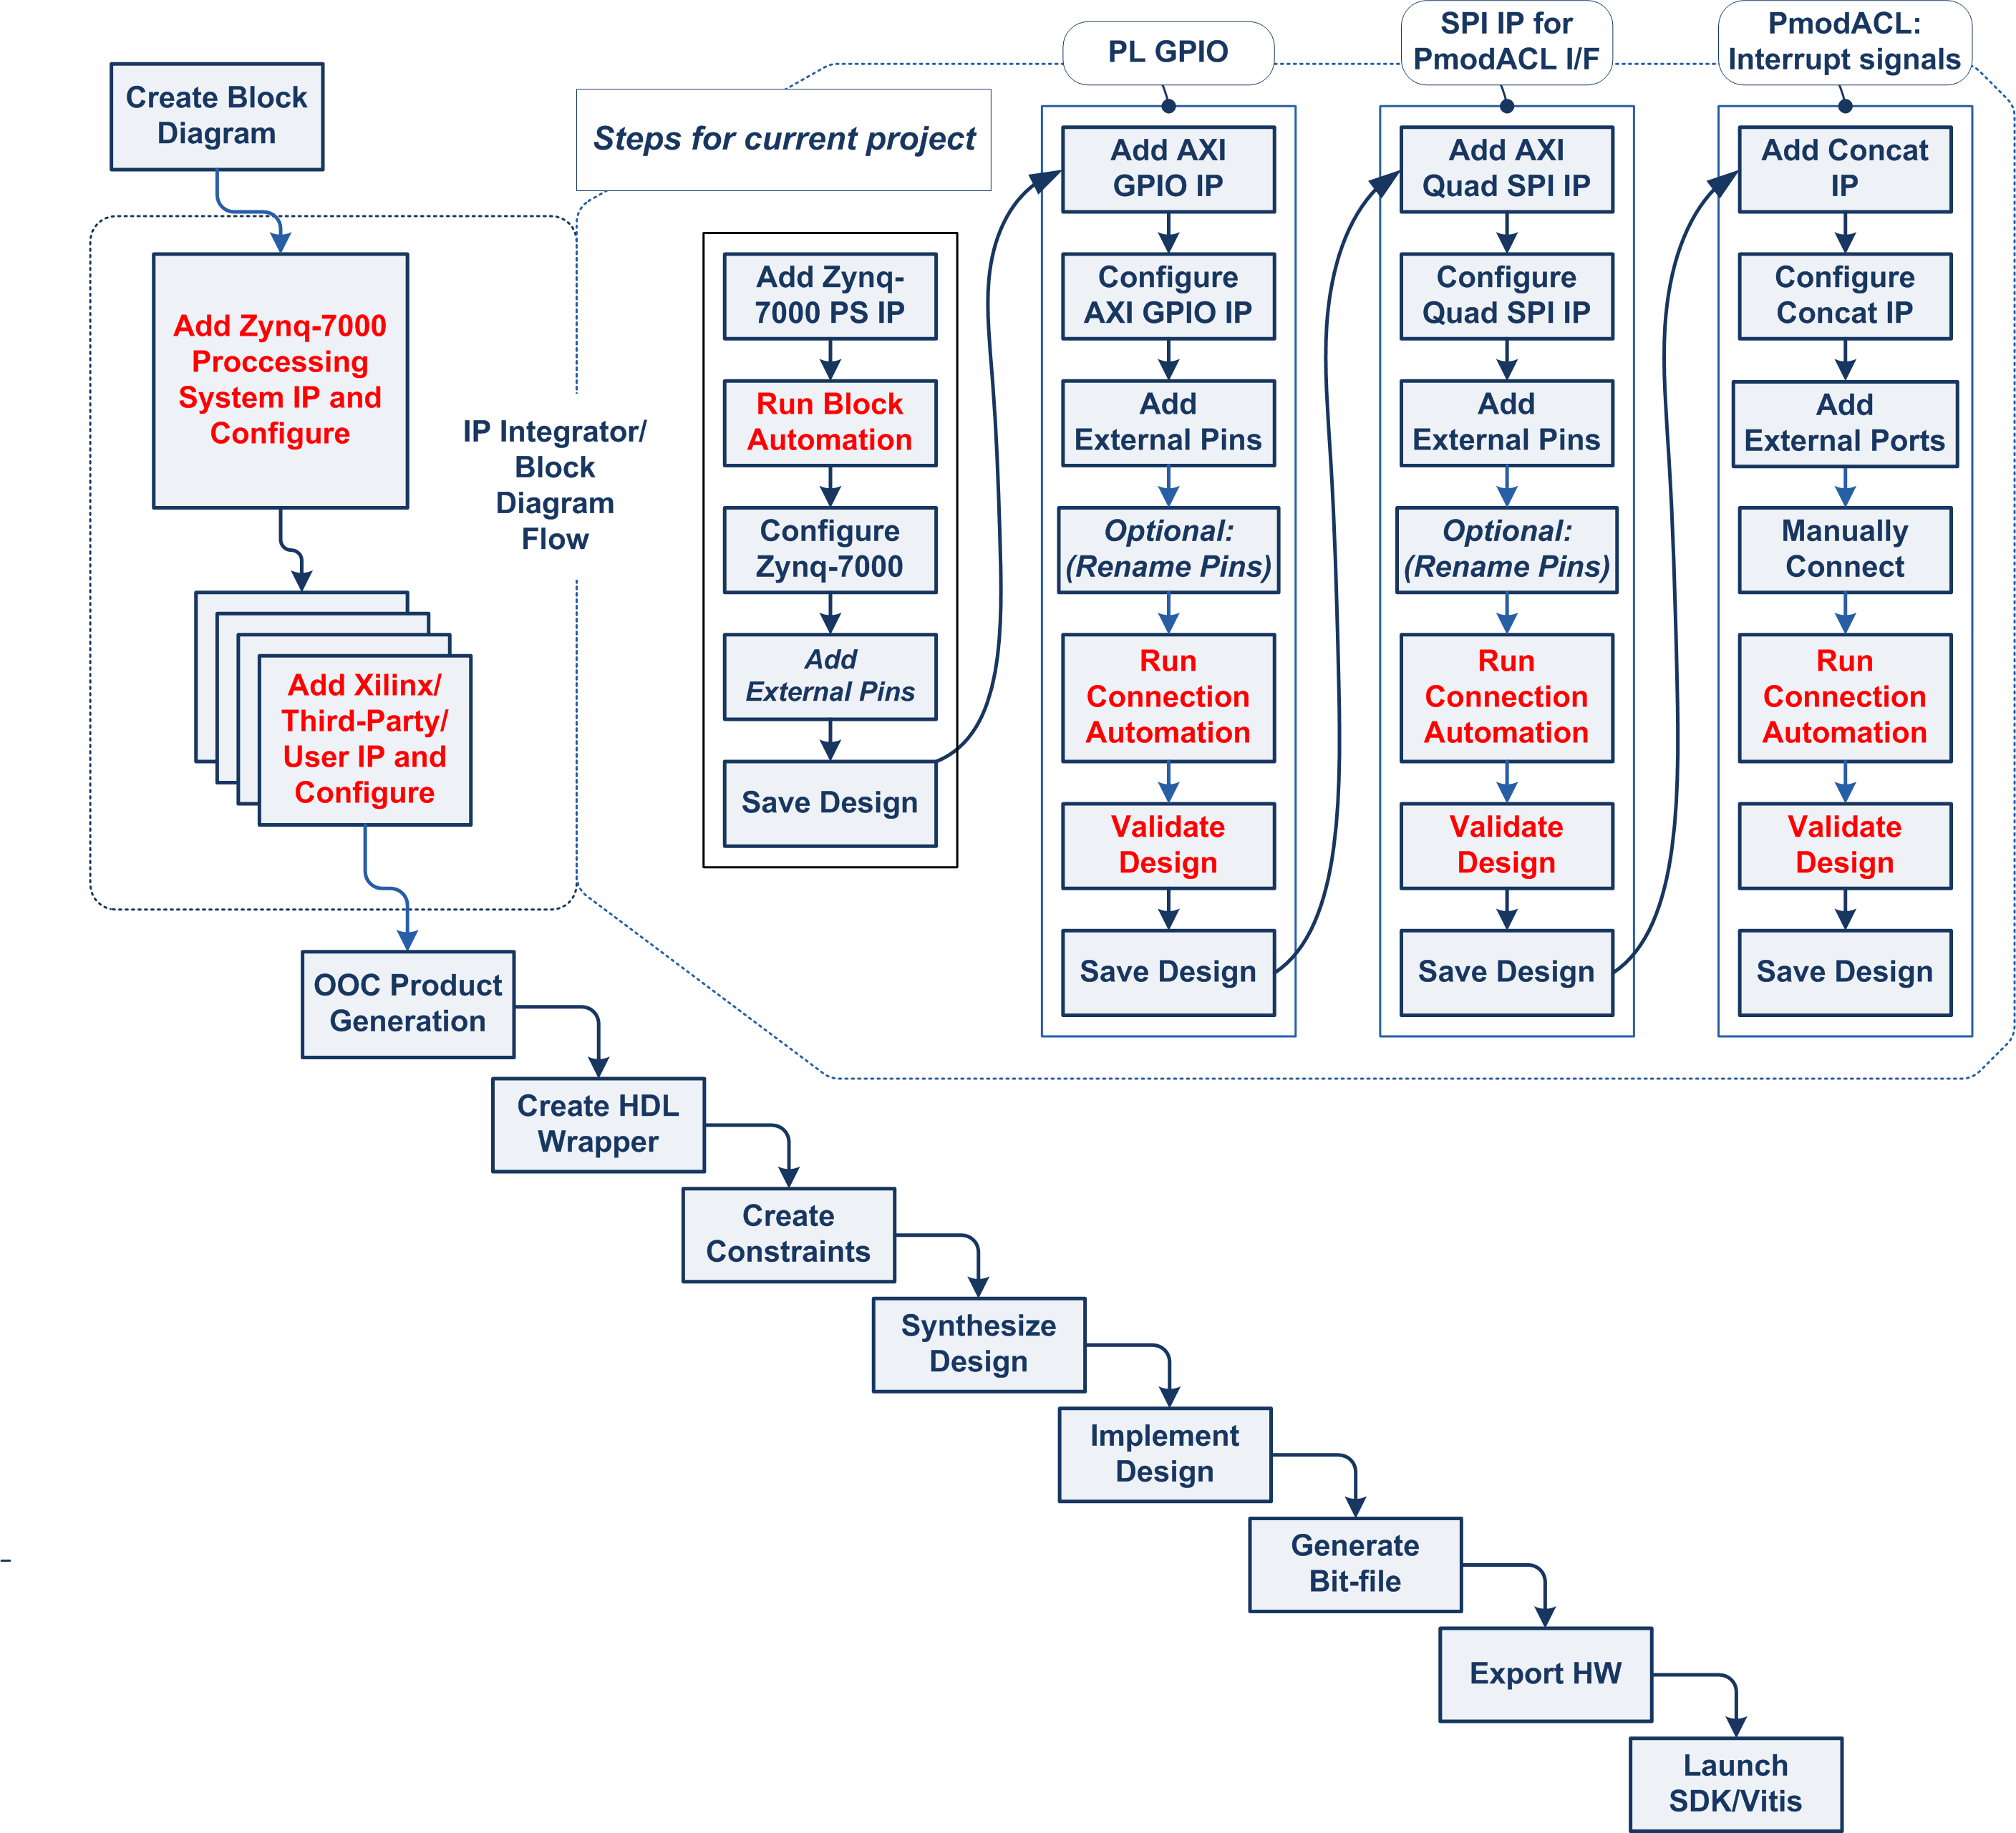 Create Block
Diagram
Add Zynq-7000
Proccessing
System IP and
Configure
Add Xilinx/
Third-Party/
User IP and
Configure
IP Integrator/
Block
Diagram
Flow
Steps for current project
Add Zynq-
7000 PS IP
Run Block
Automation
Configure
Zynq-7000
Add
External Pins
Save Design
PL GPIO
Add AXI
GPIO IP
Configure
AXI GPIO IP
Add
External Pins
Optional:
(Rename Pins)
Run
Connection
Automation
Validate
Design
Save Design
SPI IP for
PmodACL I/F
Add AXI
Quad SPI IP
Configure
Quad SPI IP
Add
External Pins
Optional:
(Rename Pins)
Run
Connection
Automation
Validate
Design
Save Design
PmodACL:
Interrupt signals
Add Concat
IP
Configure
Concat IP
Add
External Ports
Manually
Connect
Run
Connection
Automation
Validate
Design
Save Design
OOC Product
Generation
Create HDL
Wrapper
Create
Constraints
Synthesize
Design
Implement
Design
Generate
Bit-file
Export HW
Launch
SDK/Vitis